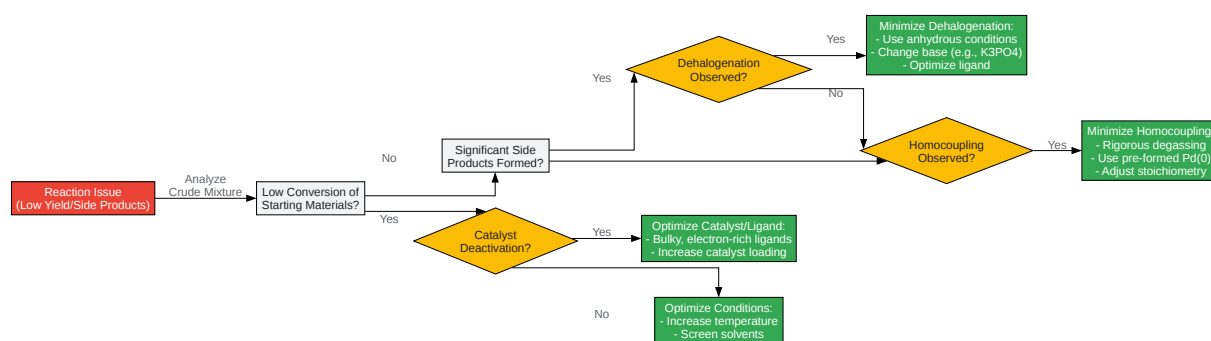 Reaction Issue
(Low Yield/Side Products)
Analyze
Crude Mixture
Low Conversion of
Starting Materials?
No
Yes
Significant Side
Products Formed?
Yes
Dehalogenation
Observed?
Yes
No
Minimize Dehalogenation:
- Use anhydrous conditions
- Change base (e.g., K3PO4)
- Optimize ligand
Homocoupling
Observed?
Yes
Minimize Homocoupling:
- Rigorous degassing
- Use pre-formed Pd(0)
- Adjust stoichiometry
Catalyst
Deactivation?
Yes
No
Optimize Catalyst/Ligand:
- Bulky, electron-rich ligands
- Increase catalyst loading
Optimize Conditions:
- Increase temperature
- Screen solvents